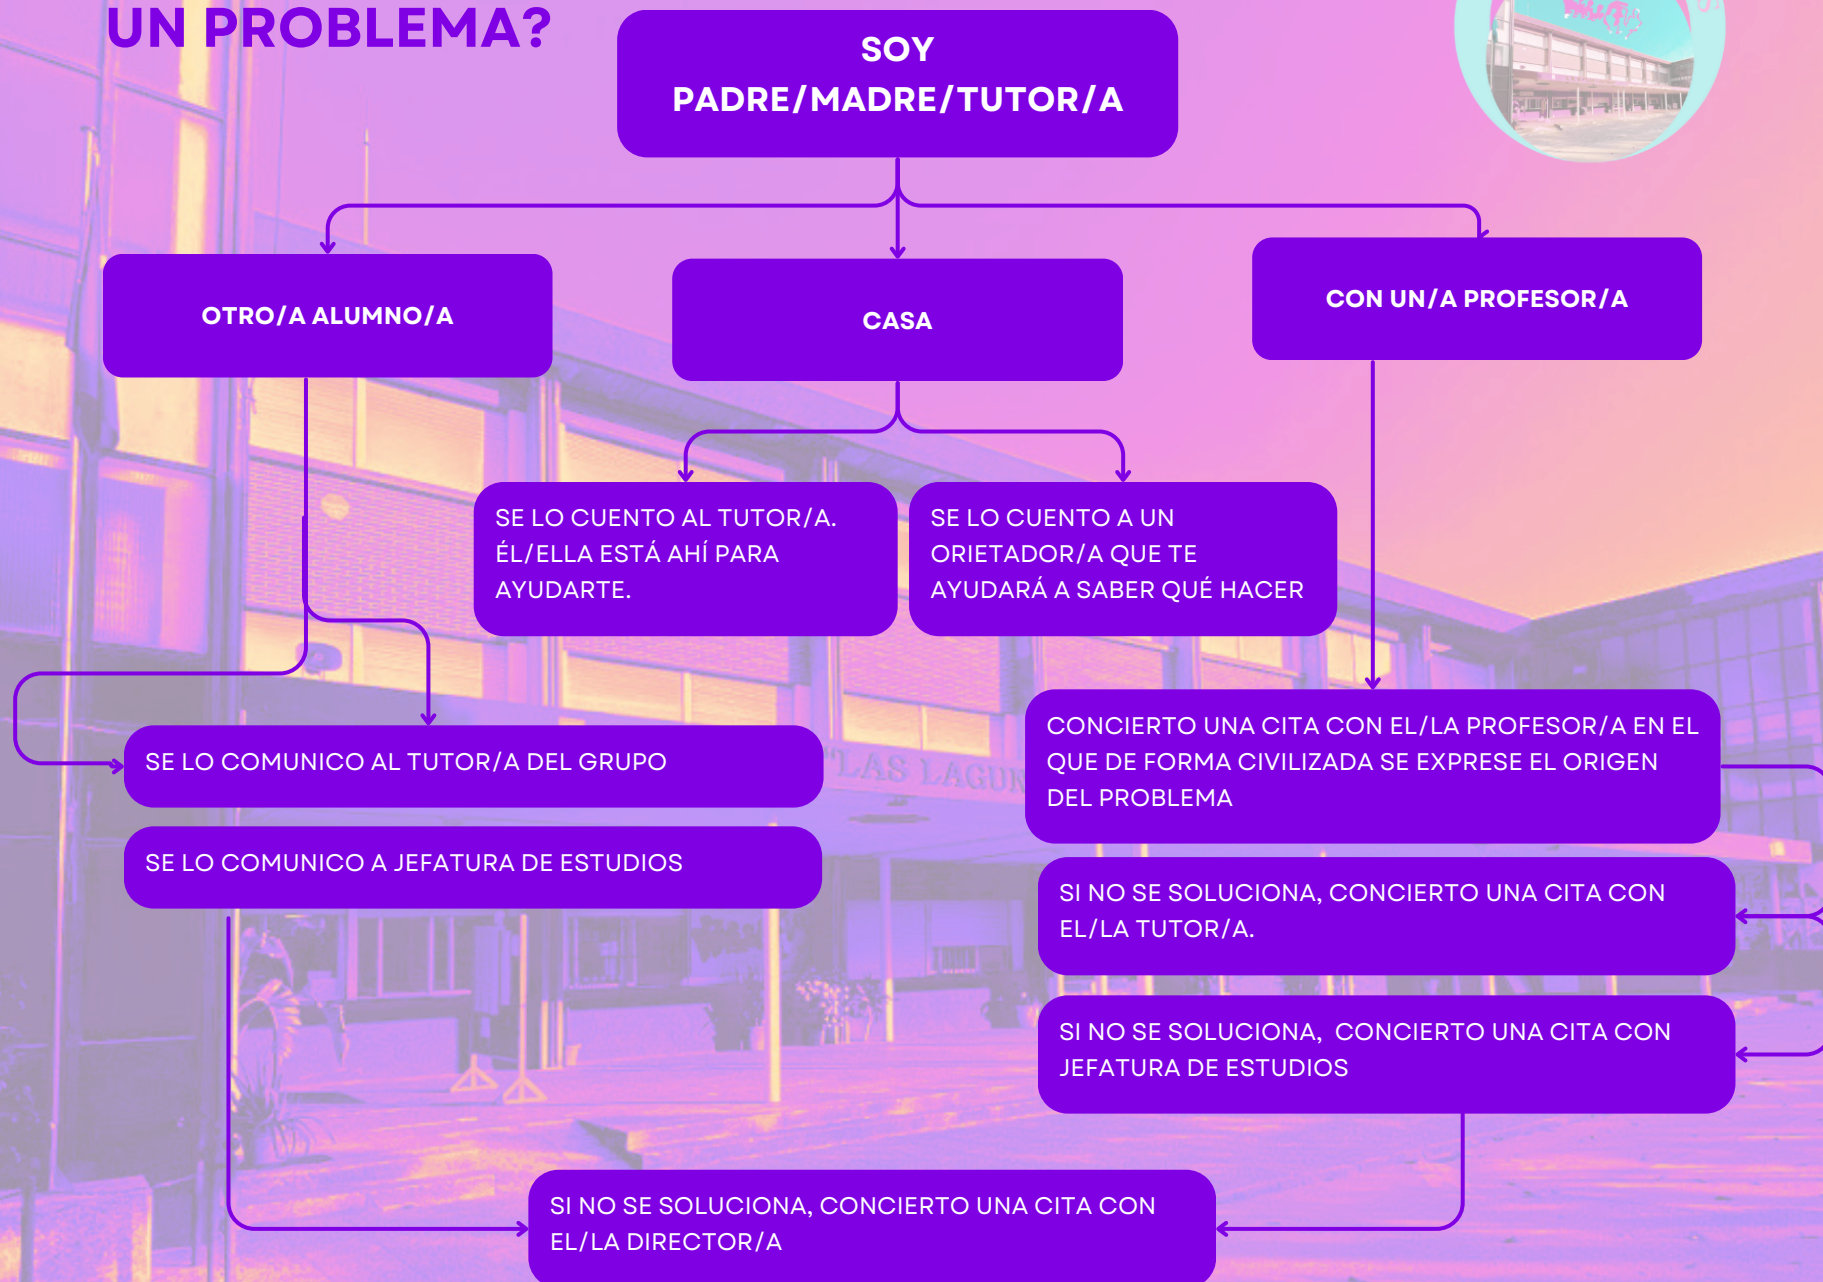 UN PROBLEMA?
SOY
PADRE/MADRE/TUTOR/A
OTRO/A ALUMNO/A
CASA
CON UN/A PROFESOR/A
SE LO CUENTO AL TUTOR/A.
ÉL/ELLA ESTÁ AHÍ PARA
AYUDARTE.
SE LO CUENTO A UN
ORIETADOR/A QUE TE
AYUDARÁ A SABER QUÉ HACER
SE LO COMUNICO AL TUTOR/A DEL GRUPO
"LAS LAGUN
CONCIERTO UNA CITA CON EL/LA PROFESOR/A EN EL
QUE DE FORMA CIVILIZADA SE EXPRESE EL ORIGEN
DEL PROBLEMA
SE LO COMUNICO A JEFATURA DE ESTUDIOS
SI NO SE SOLUCIONA, CONCIERTO UNA CITA CON
EL/LA TUTOR/A.
SI NO SE SOLUCIONA,  CONCIERTO UNA CITA CON
JEFATURA DE ESTUDIOS
SI NO SE SOLUCIONA, CONCIERTO UNA CITA CON
EL/LA DIRECTOR/A